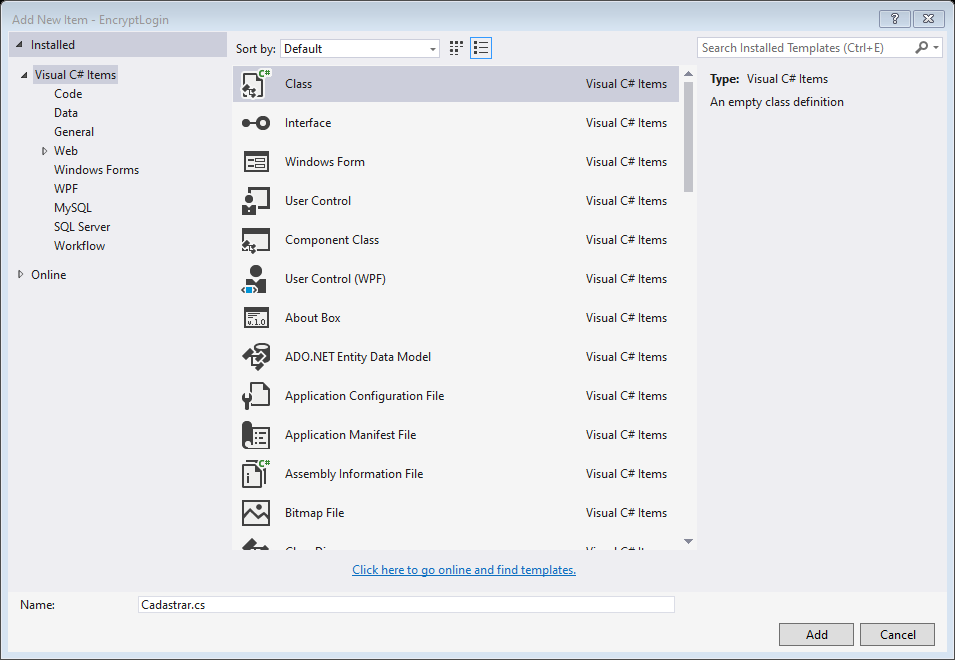 Add New Item - EncryptLogin
Installed
Visual C# Items
Code
Data
General
Web
Windows Forms
WPF
MySQL
SQL Server
Workflow
Online
Sort by: Default
Search Installed Templates (Ctrl+E)
Class Visual C# Items
Interface Visual C# Items
Windows Form Visual C# Items
User Control Visual C# Items
Component Class Visual C# Items
User Control (WPF) Visual C# Items
About Box Visual C# Items
ADO.NET Entity Data Model Visual C# Items
Application Configuration File Visual C# Items
Application Manifest File Visual C# Items
Assembly Information File Visual C# Items
Bitmap File Visual C# Items
Type: Visual C# Items
An empty class definition
Click here to go online and find templates.
Name: Cadastrar.cs
Add Cancel